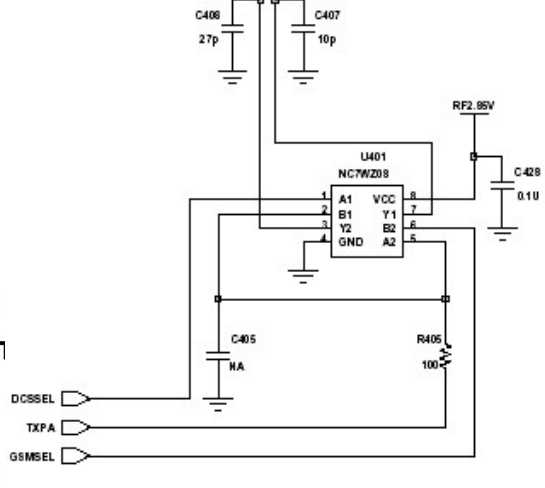 C408 C407
27p 10p
RF2.85V
U401
NC7WZ08
C428
0.1U
1 A1 VCC 8
2 B1 Y1 7
3 Y2 B2 6
4 GND A2 5
C405 R405
NA 100
DCSSEL
TXPA
GSMSEL